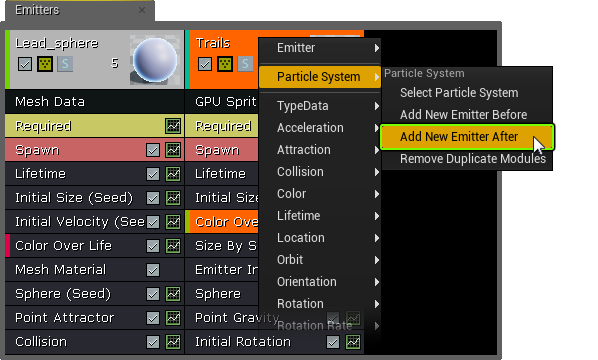 Emitters
Lead_sphere
5
Mesh Data
Required
Spawn
Lifetime
Initial Size (Seed)
Initial Velocity (See
Color Over Life
Mesh Material
Sphere (Seed)
Point Attractor
Collision
Trails
GPU Sprit
Required
Spawn
Lifetime
Initial Size
Color Over
Size By S
Emitter In
Sphere
Point Gravity
Initial Rotation
Emitter
Particle System
TypeData
Acceleration
Attraction
Collision
Color
Lifetime
Location
Orbit
Orientation
Rotation
Rotation Rate
Particle System
Select Particle System
Add New Emitter Before
Add New Emitter After
Remove Duplicate Modules